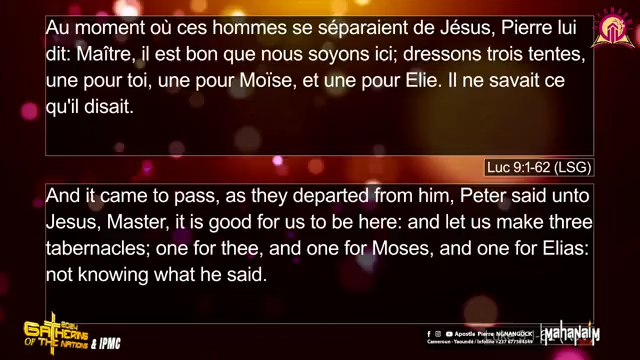 Au moment où ces hommes se séparaient de Jésus, Pierre lui
dit: Maître, il est bon que nous soyons ici; dressons trois tentes,
une pour toi, une pour Moïse, et une pour Elie. Il ne savait ce
qu'il disait.
Luc 9:1-62 (LSG)
And it came to pass, as they departed from him, Peter said unto
Jesus, Master, it is good for us to be here: and let us make three
tabernacles; one for thee, and one for Moses, and one for Elias:
not knowing what he said.
2024
GATHERING
OF THE NATIONS & IPMC
Apostle Pierre NGNANGOCK
Cameroun - Yaoundé / Infoline
MAHANAIM